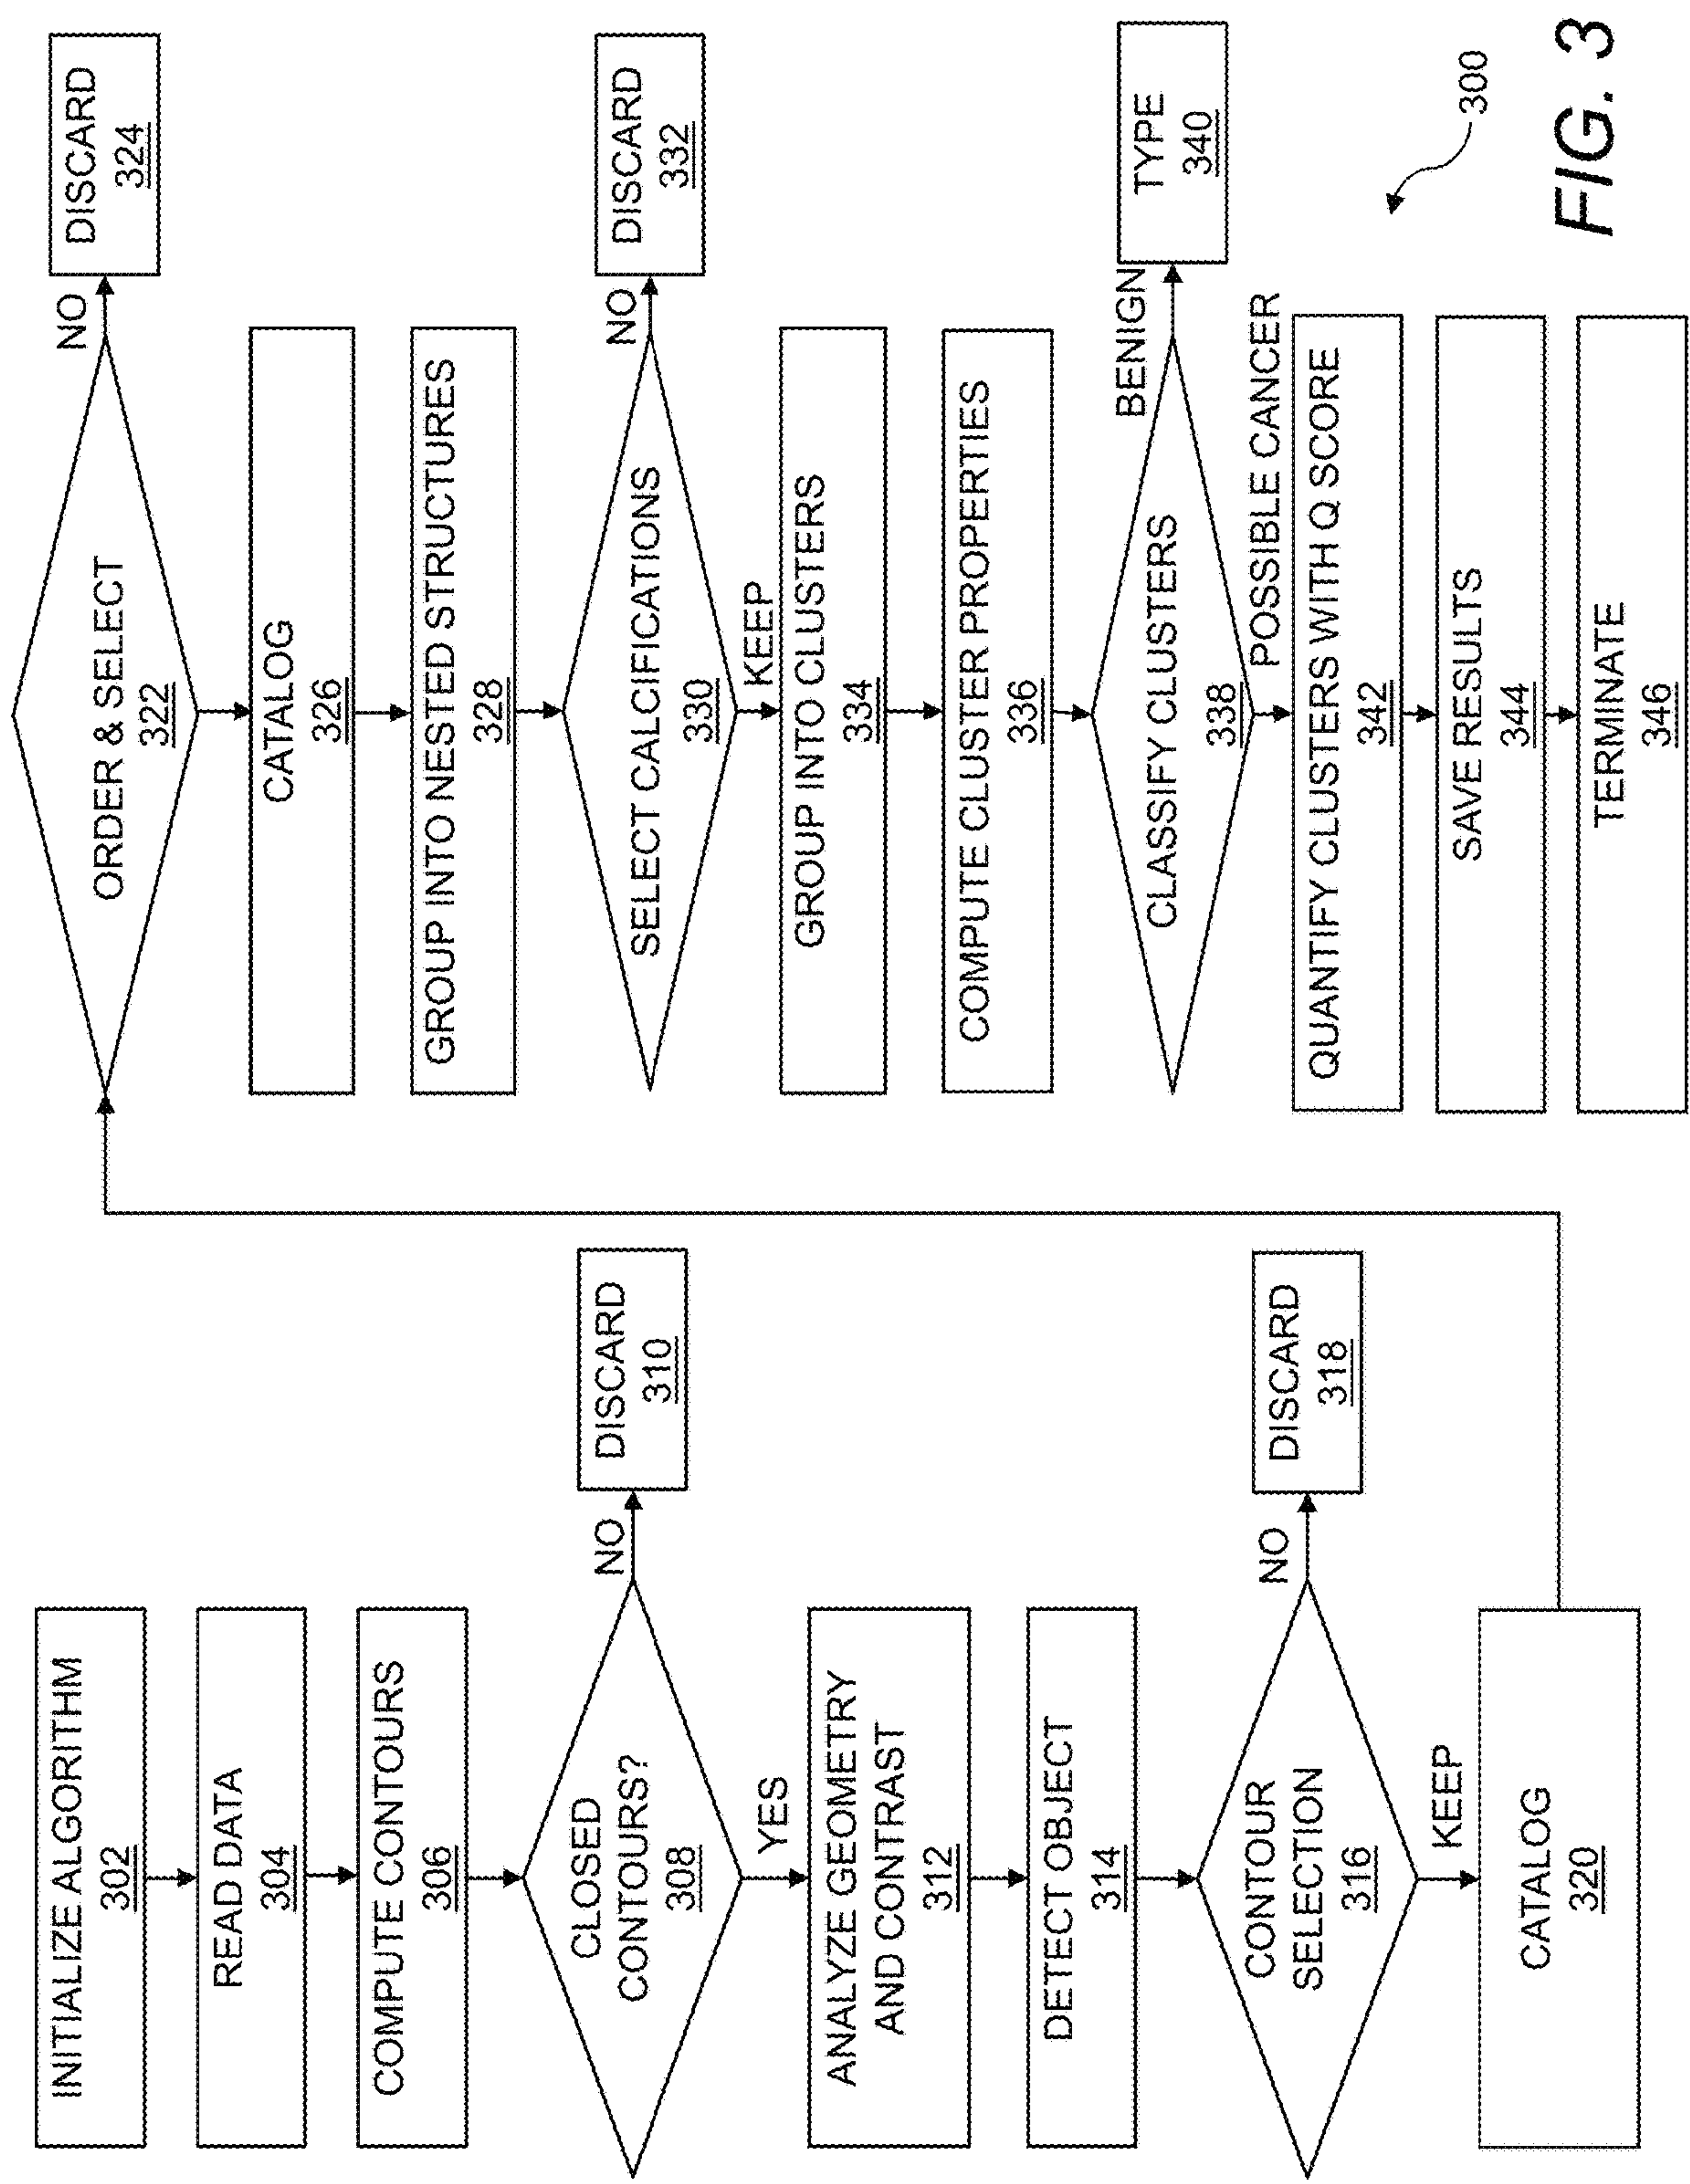 INITIALIZE ALGORITHM
302
READ DATA
304
COMPUTE CONTOURS
306
CLOSED
CONTOURS?
308
NO
DISCARD
310
YES
ANALYZE GEOMETRY
AND CONTRAST
312
DETECT OBJECT
314
CONTOUR
SELECTION
316
NO
DISCARD
318
KEEP
CATALOG
320
ORDER & SELECT
322
NO
DISCARD
324
CATALOG
326
GROUP INTO NESTED STRUCTURES
328
SELECT CALCIFICATIONS
330
NO
DISCARD
332
KEEP
GROUP INTO CLUSTERS
334
COMPUTE CLUSTER PROPERTIES
336
CLASSIFY CLUSTERS
338
BENIGN
TYPE
340
POSSIBLE CANCER
QUANTIFY CLUSTERS WITH Q SCORE
342
SAVE RESULTS
344
TERMINATE
346
300
FIG. 3